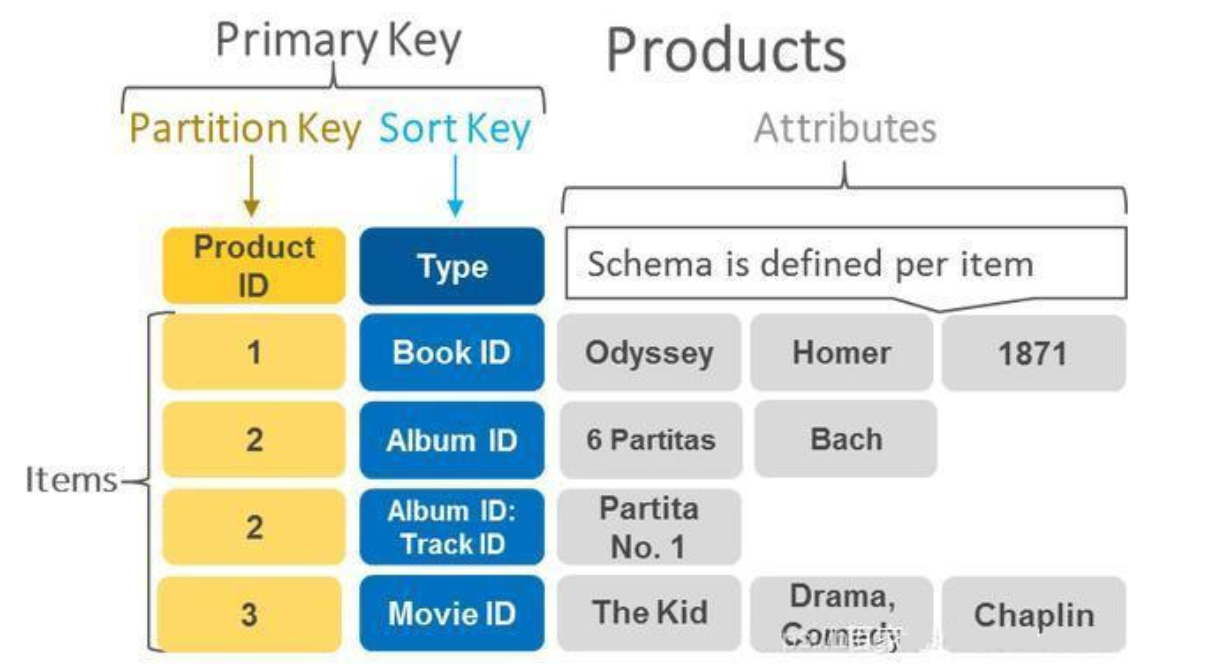 Primary Key
Products
Partition Key
Sort Key
Attributes
Product
ID
Type
Schema is defined per item
Items
1
Book ID
Odyssey
Homer
1871
2
Album ID
6 Partitas
Bach
2
Album ID:
Track ID
Partita
No. 1
3
Movie ID
The Kid
Drama,
Comedy
Chaplin